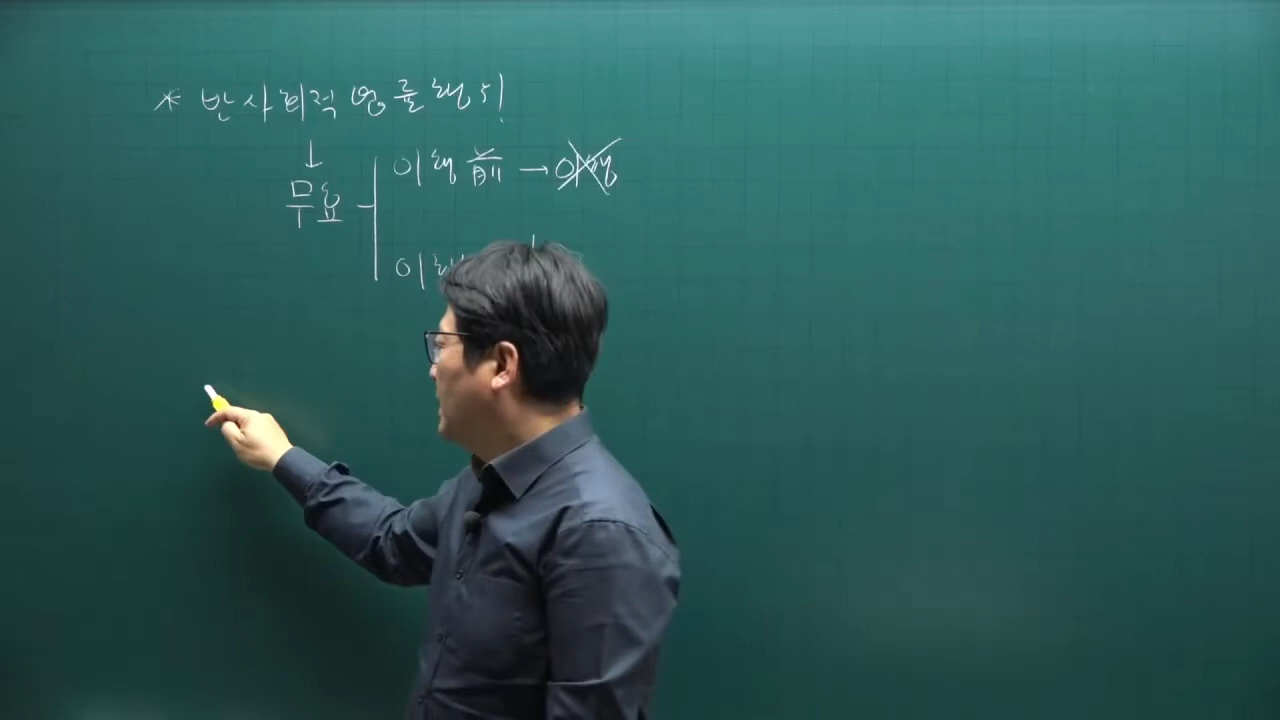 * 반사회적 법률행위
↓
무효
이행 前 → 이행
이행